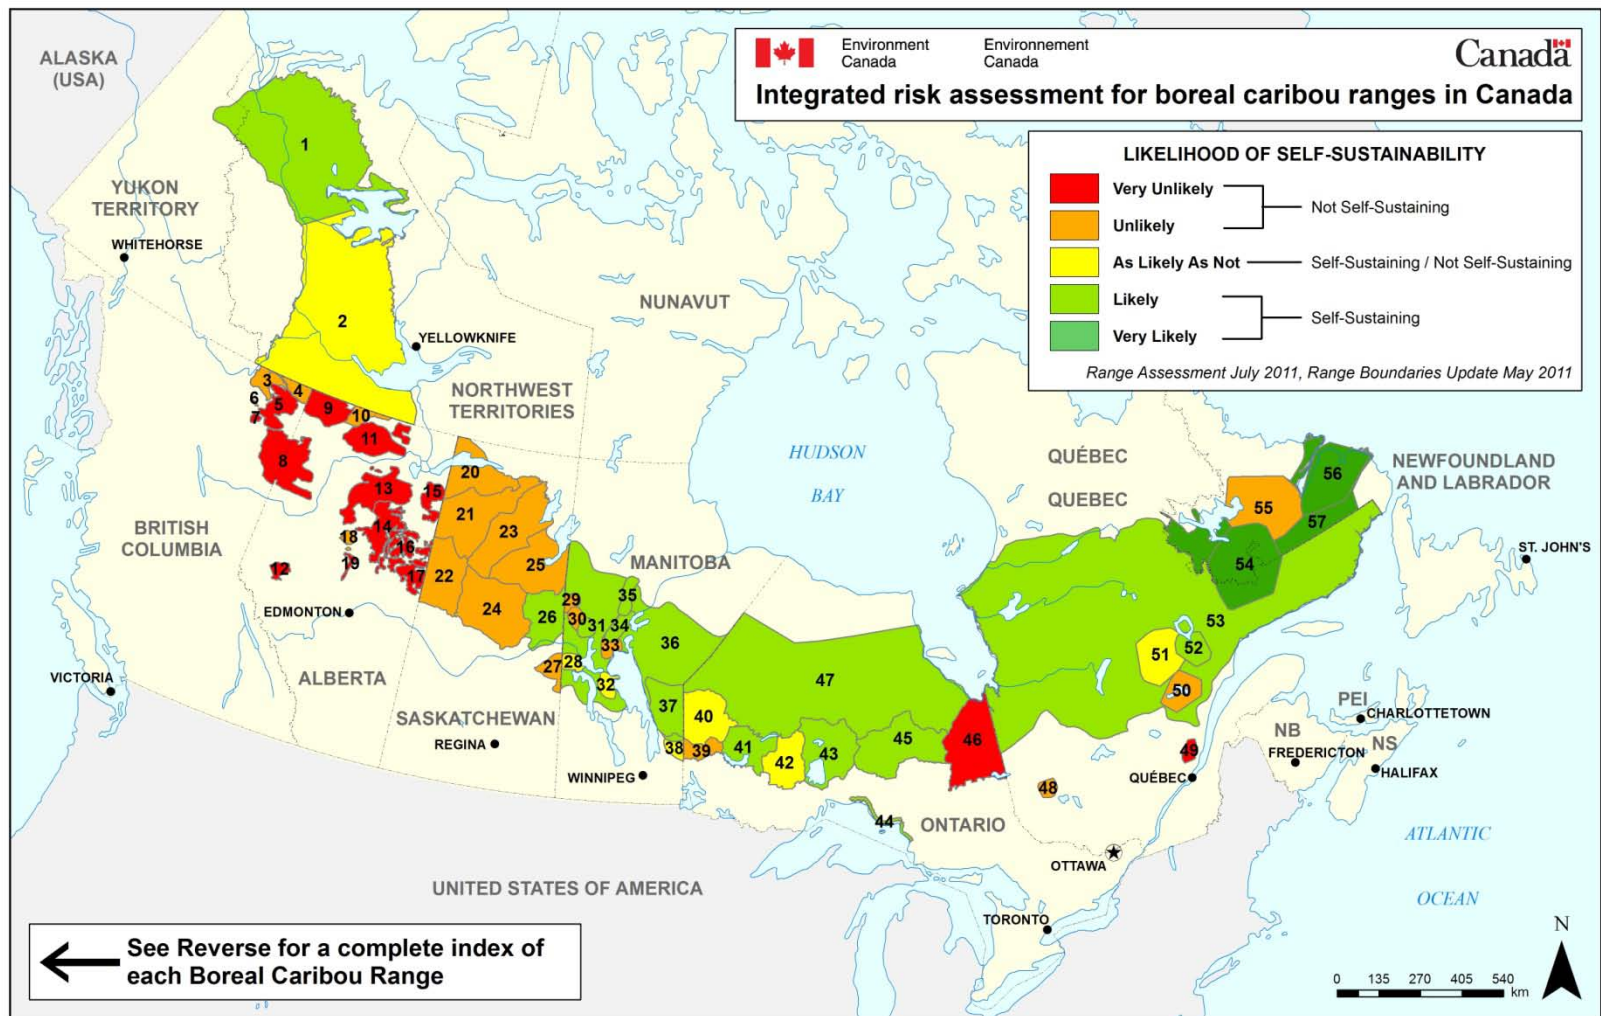 Environment
Canada
Environnement
Canada
Canada
Integrated risk assessment for boreal caribou ranges in Canada
LIKELIHOOD OF SELF-SUSTAINABILITY
Very Unlikely
Unlikely
Not Self-Sustaining
As Likely As Not
Self-Sustaining / Not Self-Sustaining
Likely
Very Likely
Self-Sustaining
Range Assessment July 2011, Range Boundaries Update May 2011
ALASKA
(USA)
YUKON
TERRITORY
WHITEHORSE
1
2
YELLOWKNIFE
NUNAVUT
NORTHWEST
TERRITORIES
3
4
5
6
7
8
9
10
11
12
13
14
15
16
17
18
19
20
21
22
23
24
25
26
27
28
29
30
31
32
33
34
35
36
37
38
39
40
41
42
43
44
45
46
47
48
49
50
51
52
53
54
55
56
57
BRITISH
COLUMBIA
EDMONTON
VICTORIA
ALBERTA
SASKATCHEWAN
REGINA
MANITOBA
WINNIPEG
HUDSON
BAY
QUÉBEC
QUEBEC
NEWFOUNDLAND
AND LABRADOR
ST. JOHN'S
PEI
CHARLOTTETOWN
NB
FREDERICTON
NS
HALIFAX
QUÉBEC
ONTARIO
OTTAWA
TORONTO
ATLANTIC
OCEAN
UNITED STATES OF AMERICA
See Reverse for a complete index of
each Boreal Caribou Range
N
0 135 270 405 540
km